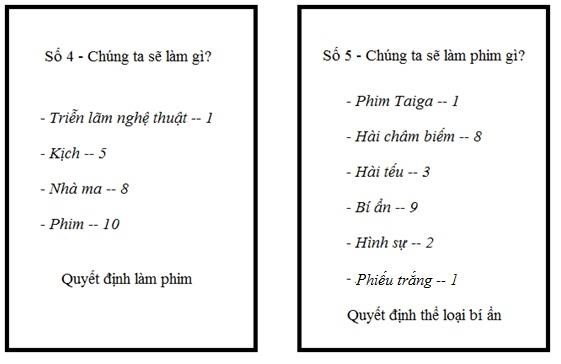 Số 4 - Chúng ta sẽ làm gì?
- Triễn lãm nghệ thuật -- 1
- Kịch -- 5
- Nhà ma -- 8
- Phim -- 10
Quyết định làm phim
Số 5 - Chúng ta sẽ làm phim gì?
- Phim Taiga -- 1
- Hài châm biếm -- 8
- Hài tếu -- 3
- Bí ẩn -- 9
- Hình sự -- 2
- Phiếu trắng -- 1
Quyết định thể loại bí ẩn